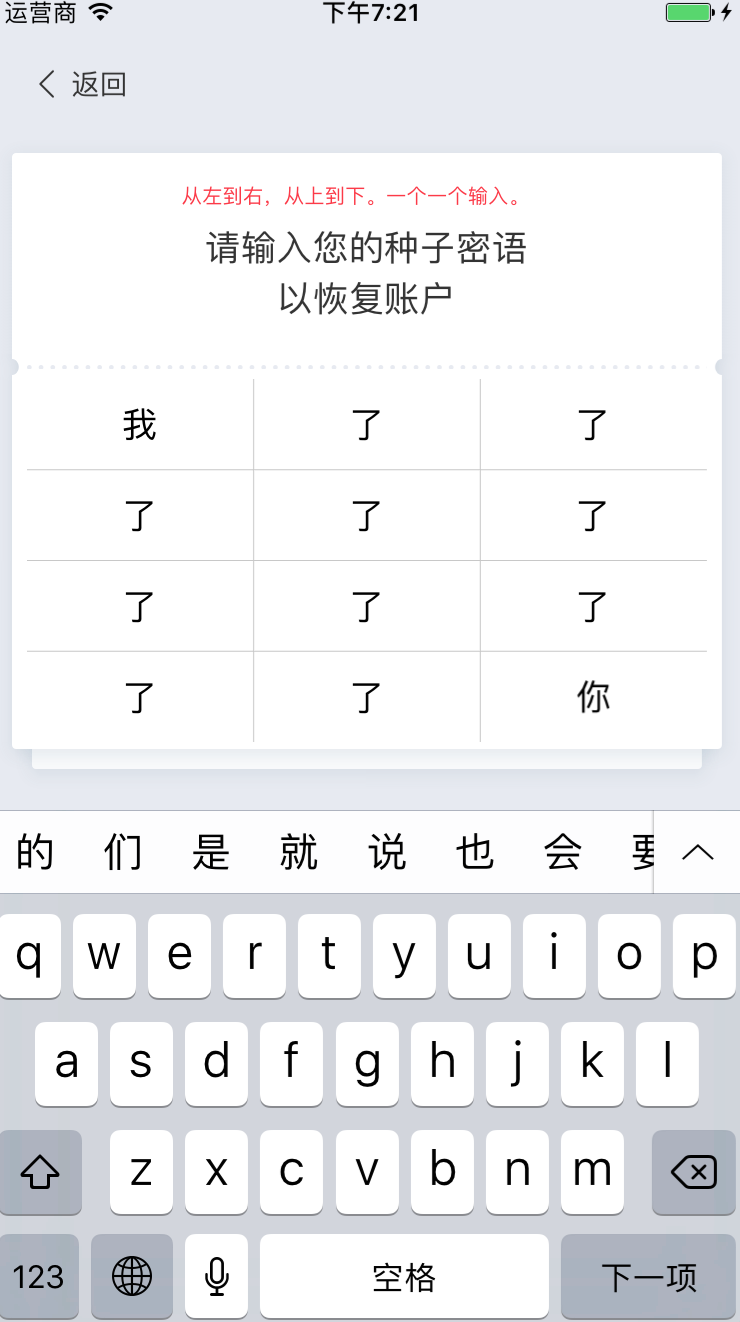 运营商 下午7:21
返回
从左到右，从上到下。一个一个输入。
请输入您的种子密语
以恢复账户
我 了 了
了 了 了
了 了 了
了 了 你
的 们 是 就 说 也 会 要
q w e r t y u i o p
a s d f g h j k l
z x c v b n m
123 空格 下一项